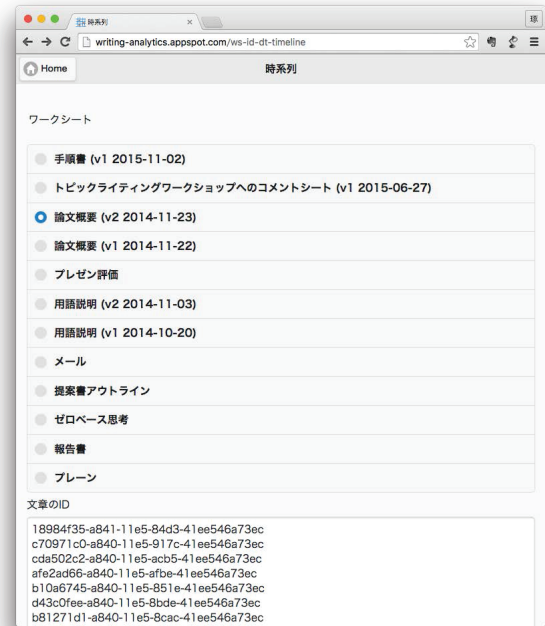 時系列
琢
writing-analytics.appspot.com/ws-id-dt-timeline
Home
時系列
ワークシート
手順書 (v1 2015-11-02)
トピックライティングワークショップへのコメントシート (v1 2015-06-27)
論文概要 (v2 2014-11-23)
論文概要 (v1 2014-11-22)
プレゼン評価
用語説明 (v2 2014-11-03)
用語説明 (v1 2014-10-20)
メール
提案書アウトライン
ゼロベース思考
報告書
プレーン
文章のID
18984f35-a841-11e5-84d3-41ee546a73ec
c70971c0-a840-11e5-917c-41ee546a73ec
cda502c2-a840-11e5-acb5-41ee546a73ec
afe2ad66-a840-11e5-afbe-41ee546a73ec
b10a6745-a840-11e5-851e-41ee546a73ec
d43c0fee-a840-11e5-8bde-41ee546a73ec
b81271d1-a840-11e5-8cac-41ee546a73ec